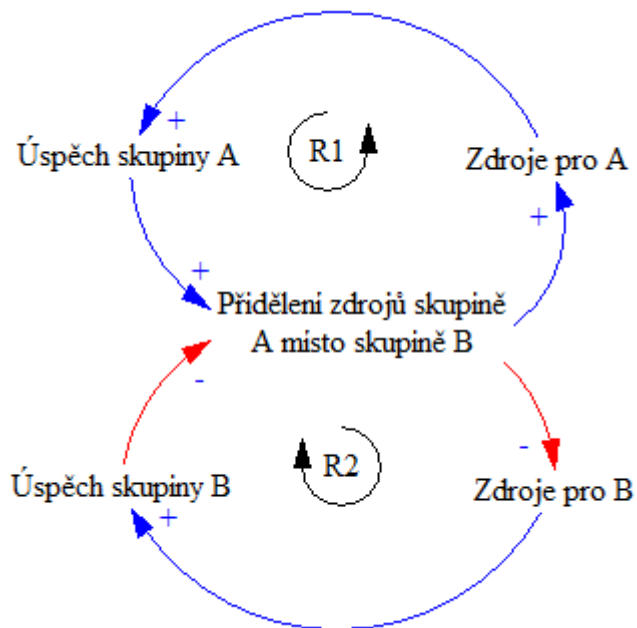 +
Úspěch skupiny A
R1
Zdroje pro A
+
+
Přidělení zdrojů skupině
A místo skupině B
-
-
Úspěch skupiny B
R2
Zdroje pro B
+